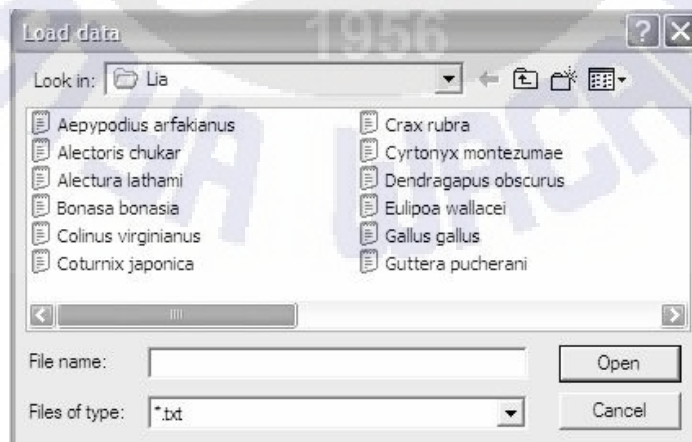 Load data
1956
Look in: Lia
Aepypodius arfakianus
Alectoris chukar
Alectura lathami
Bonasa bonasia
Colinus virginianus
Coturnix japonica
Crax rubra
Cyrtonyx montezumae
Dendragapus obscurus
Eulipoa wallacei
Gallus gallus
Guttera pucherani
File name:
Open
Files of type: *.txt
Cancel